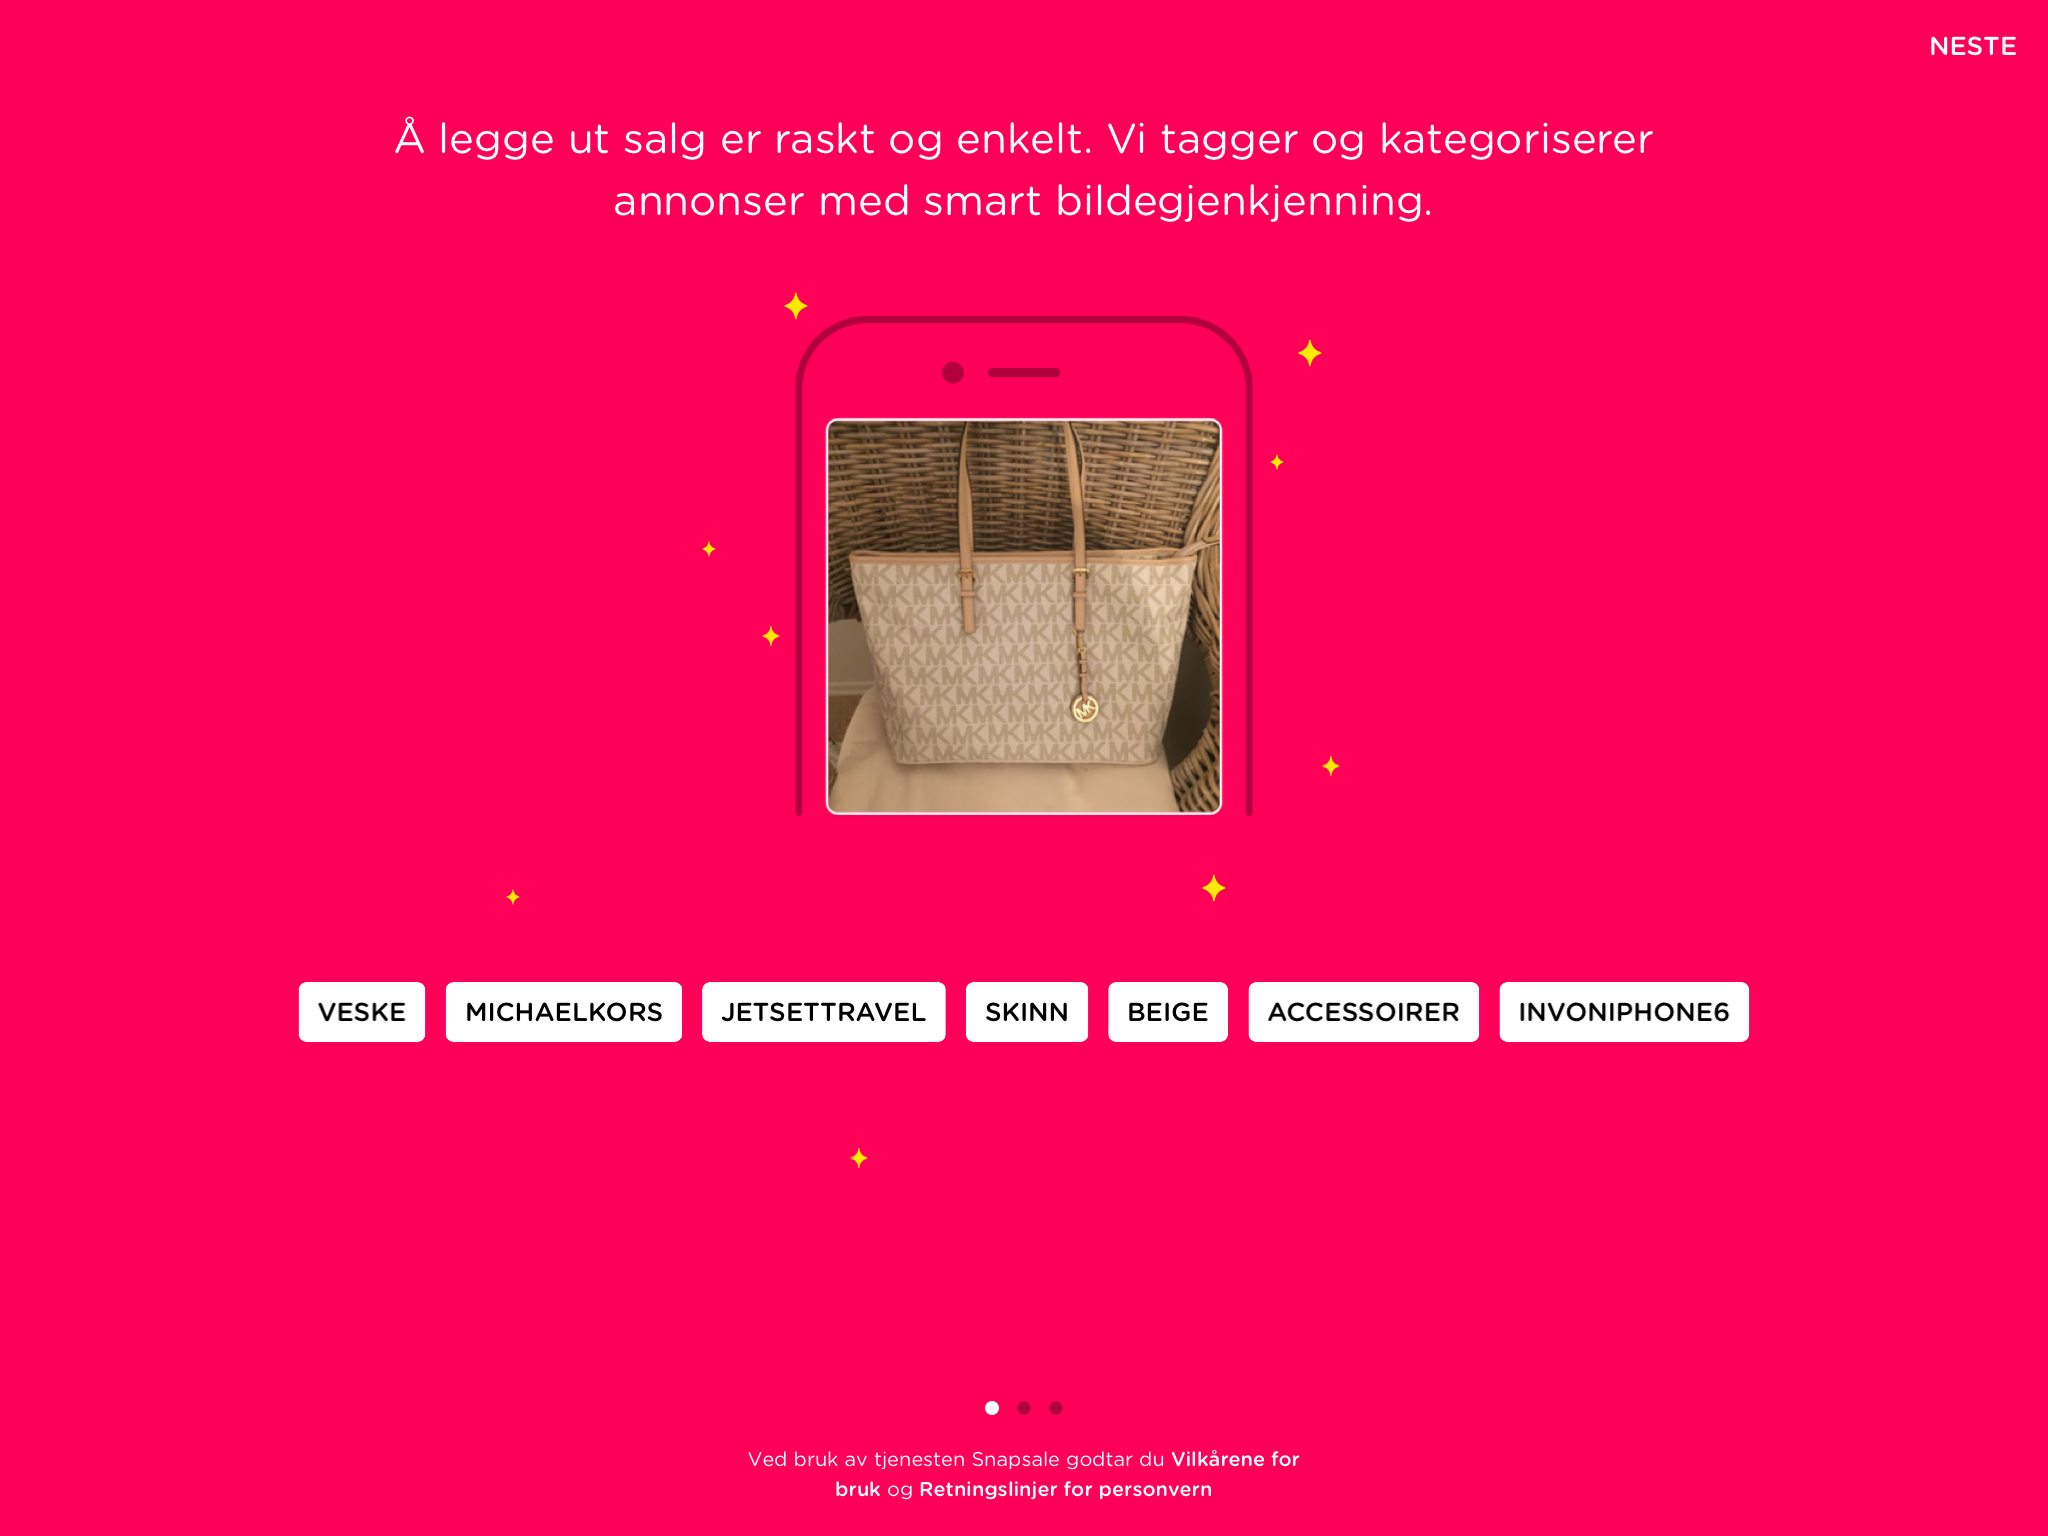 NESTE
Å legge ut salg er raskt og enkelt. Vi tagger og kategoriserer
annonser med smart bildegjenkjenning.
VESKE MICHAELKORS JETSETTRAVEL SKINN BEIGE ACCESSOIRER INVONIPHONE6
Ved bruk av tjenesten Snapsale godtar du Vilkårene for
bruk og Retningslinjer for personvern